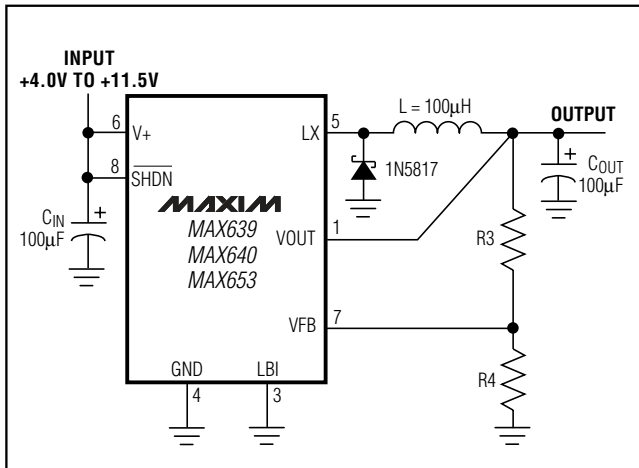 INPUT
+4.0V TO +11.5V
6
V+
8
SHDN
CIN
100µF
MAXIM
MAX639
MAX640
MAX653
LX
5
L = 100µH
OUTPUT
1N5817
COUT
100µF
VOUT
1
R3
VFB
7
R4
GND
4
LBI
3